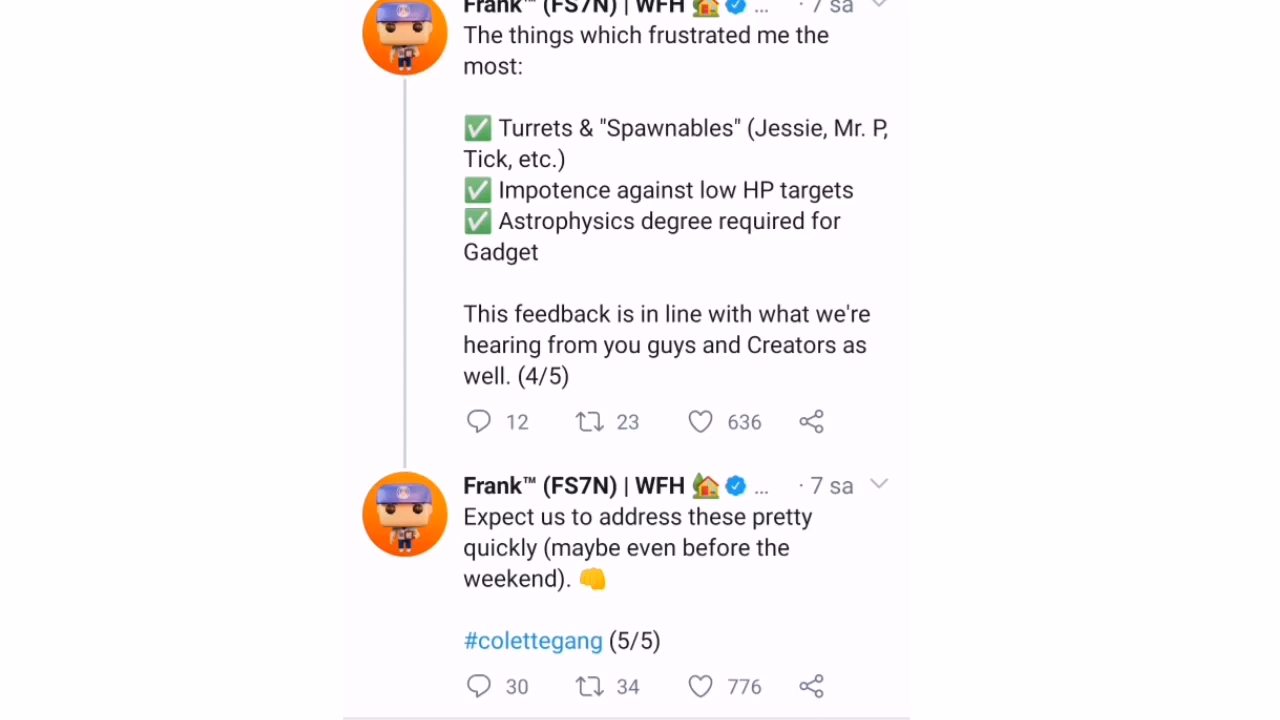 Frank™ (FS7N) | WFH 🏡 ... · 7 sa
The things which frustrated me the
most:
✅ Turrets & "Spawnables" (Jessie, Mr. P,
Tick, etc.)
✅ Impotence against low HP targets
✅ Astrophysics degree required for
Gadget
This feedback is in line with what we're
hearing from you guys and Creators as
well. (4/5)
12 23 636
Frank™ (FS7N) | WFH 🏡 ... · 7 sa
Expect us to address these pretty
quickly (maybe even before the
weekend). 👊
#colettegang (5/5)
30 34 776